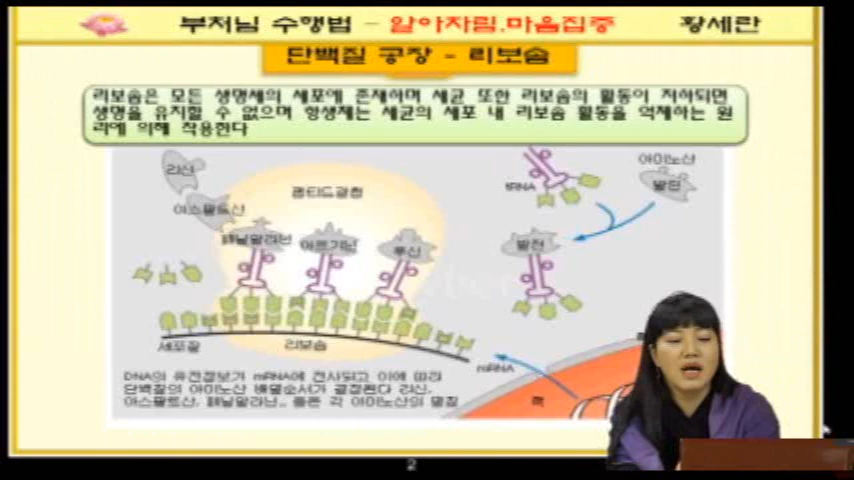 부처님 수행법 - 알아차림.마음집중 황세란
단백질 공장 - 리보솜
리보솜은 모든 생명체의 세포에 존재하며 세균 또한 리보솜의 활동이 저하되면
생명을 유지할 수 없으며 항생제는 세균의 세포 내 리보솜 활동을 억제하는 원
리에 의해 작용한다
리신
아스팔트산
펩티드결합
페닐알라닌
아르기닌
루신
tRNA
아미노산
발린
발린
세포질
리보솜
mRNA
핵
DNA의 유전정보가 mRNA에 전사되고 이에 따라
단백질의 아미노산 배열순서가 결정된다 리신,
아스팔트산, 페닐알라닌.. 등은 각 아미노산의 명칭
2